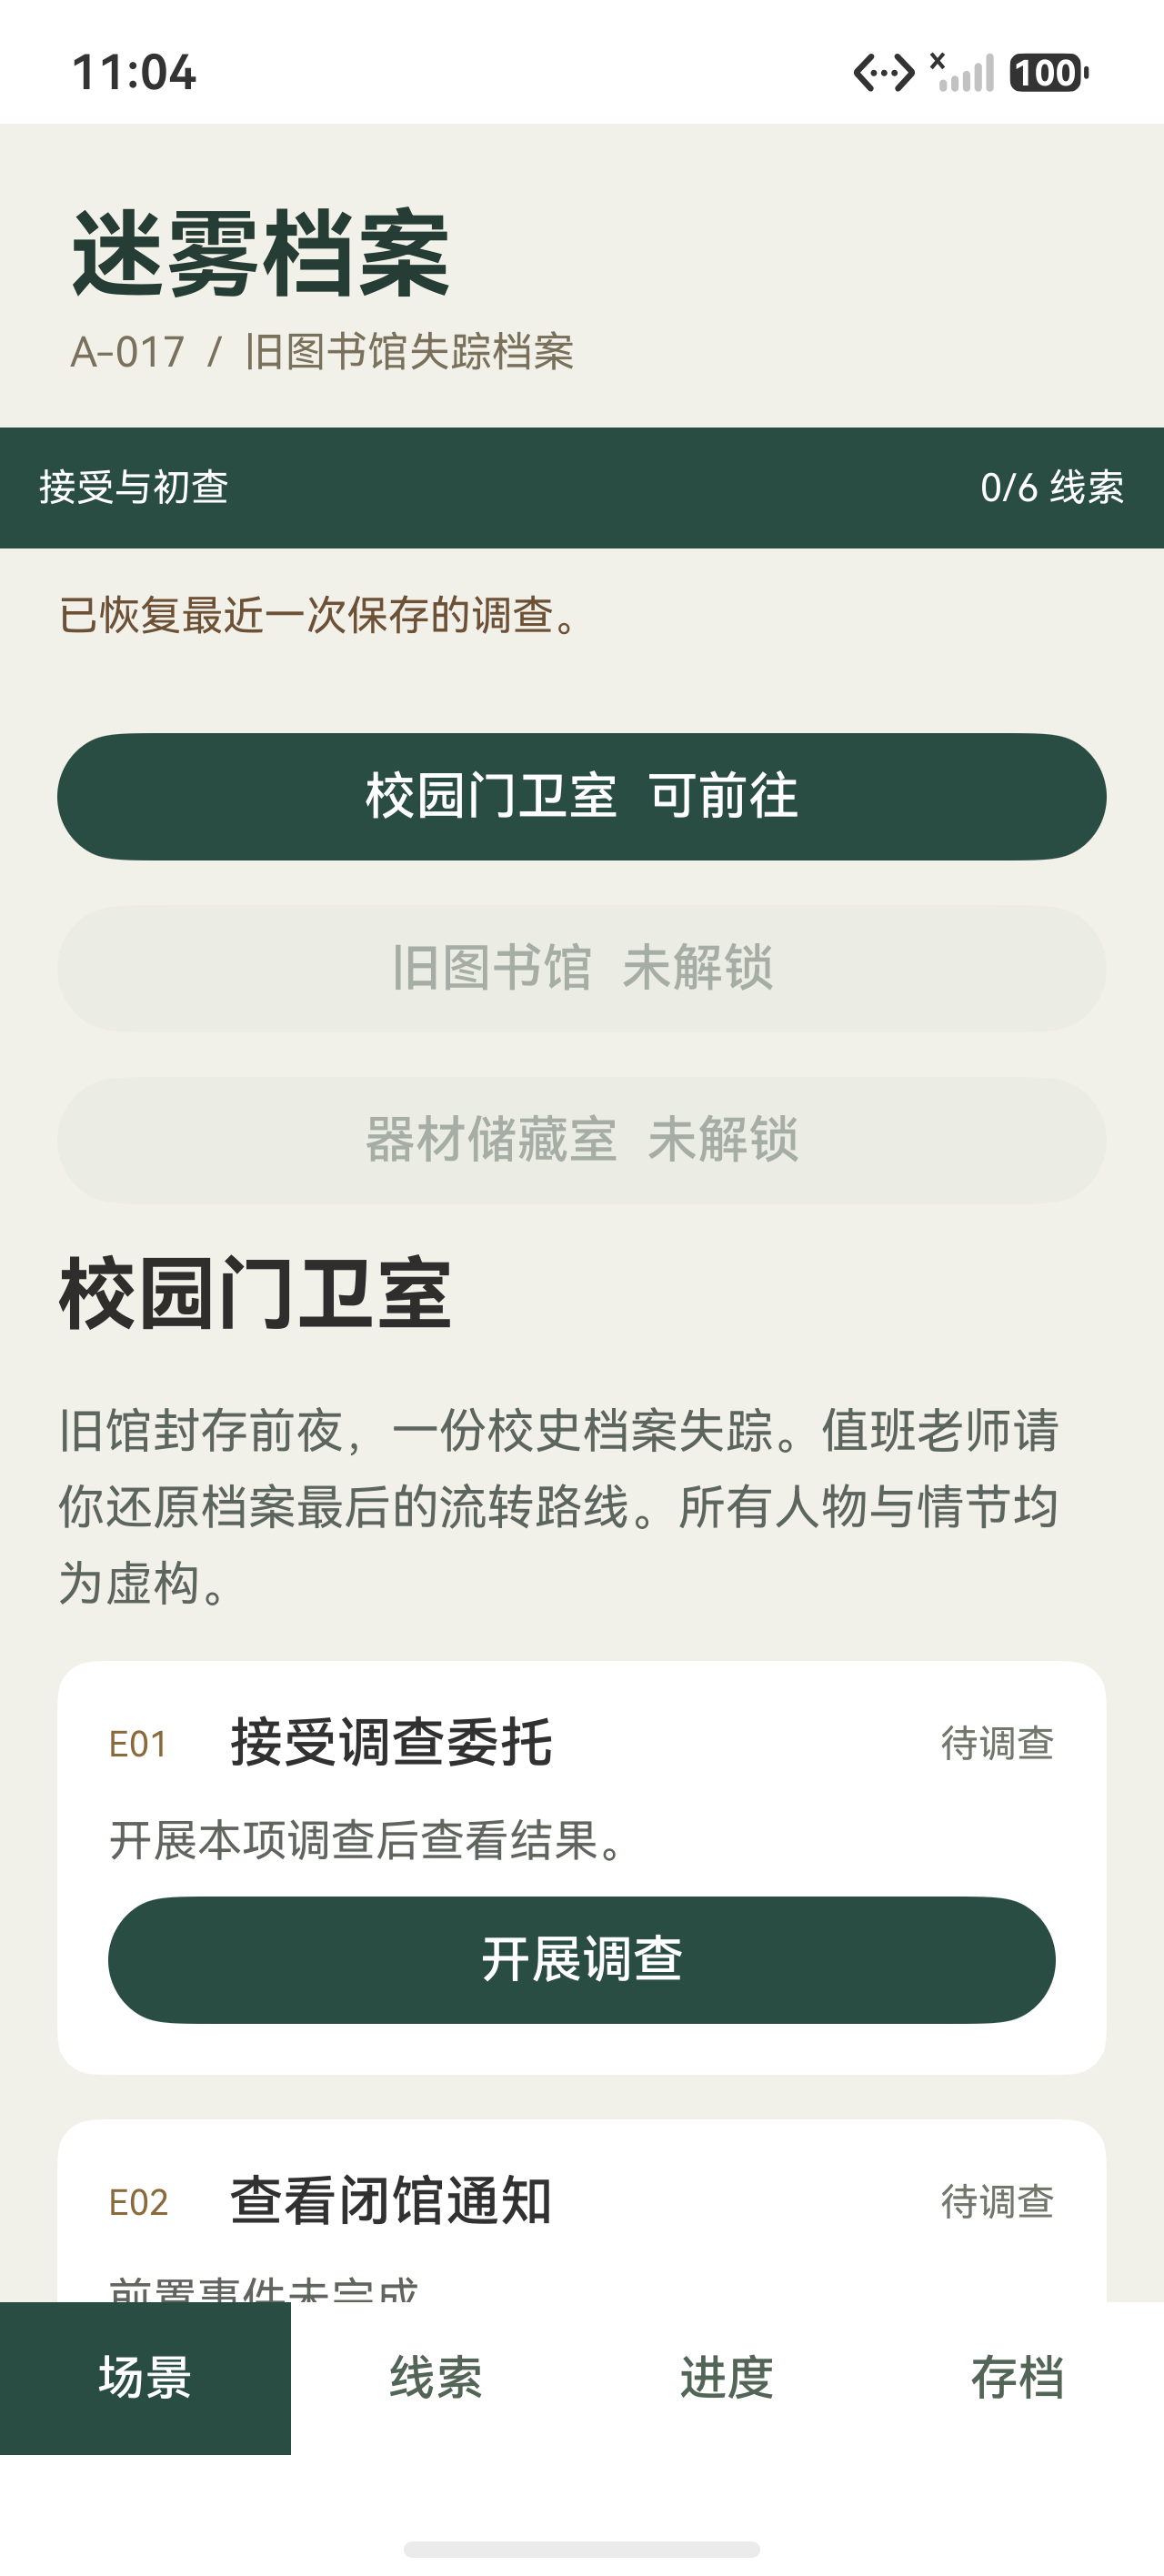 11:04
100
迷雾档案
A-017 / 旧图书馆失踪档案
接受与初查
0/6 线索
已恢复最近一次保存的调查。
校园门卫室 可前往
旧图书馆 未解锁
器材储藏室 未解锁
校园门卫室
旧馆封存前夜，一份校史档案失踪。值班老师请
你还原档案最后的流转路线。所有人物与情节均
为虚构。
E01 接受调查委托 待调查
开展本项调查后查看结果。
开展调查
E02 查看闭馆通知 待调查
前置事件未完成
场景 线索 进度 存档